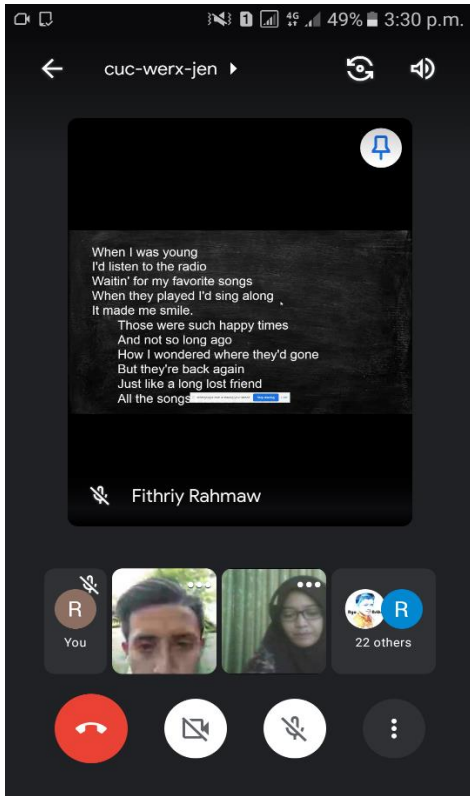 1 4G 49% 3:30 p.m.
cuc-werx-jen
When I was young
I'd listen to the radio
Waitin' for my favorite songs
When they played I'd sing along
It made me smile.
Those were such happy times
And not so long ago
How I wondered where they'd gone
But they're back again
Just like a long lost friend
All the songs
Fithriy Rahmaw
R
You
R
22 others